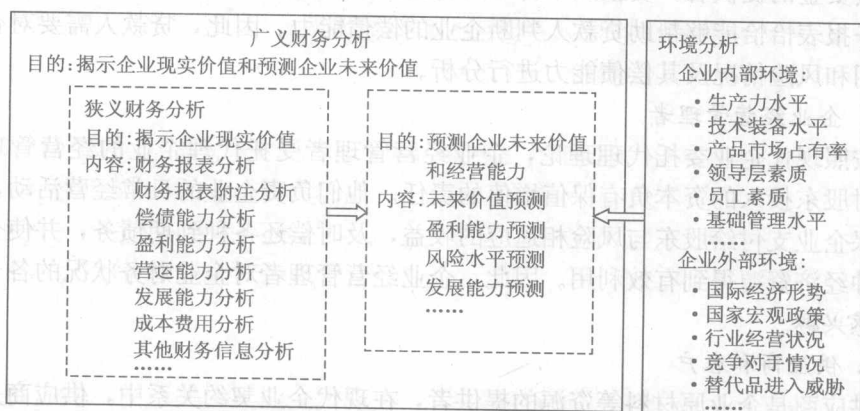 广义财务分析
目的:揭示企业现实价值和预测企业未来价值
狭义财务分析
目的:揭示企业现实价值
内容:财务报表分析
财务报表附注分析
偿债能力分析
盈利能力分析
营运能力分析
发展能力分析
成本费用分析
其他财务信息分析
……
目的:预测企业未来价值
和经营能力
内容:未来价值预测
盈利能力预测
风险水平预测
发展能力预测
……
环境分析
企业内部环境:
·生产力水平
·技术装备水平
·产品市场占有率
·领导层素质
·员工素质
·基础管理水平
……
企业外部环境:
·国际经济形势
·国家宏观政策
·行业经营状况
·竞争对手情况
·替代品进入威胁
……